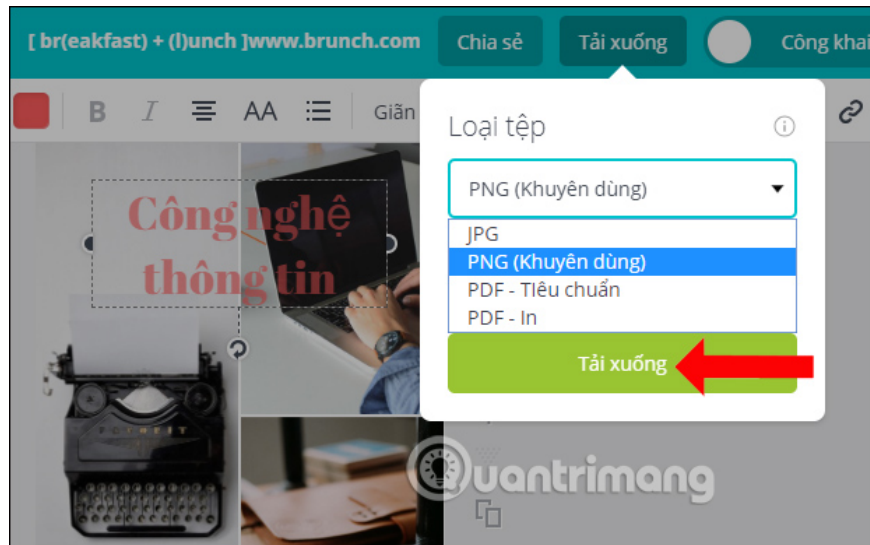 [ br(eakfast) + (l)unch ]www.brunch.com
Chia sẻ
Tải xuống
Công khai
B I AA Giãn
Loại tệp
PNG (Khuyên dùng)
JPG
PNG (Khuyên dùng)
PDF - TIêu chuẩn
PDF - In
Tải xuống
Công nghệ
thông tin
Quantrimang